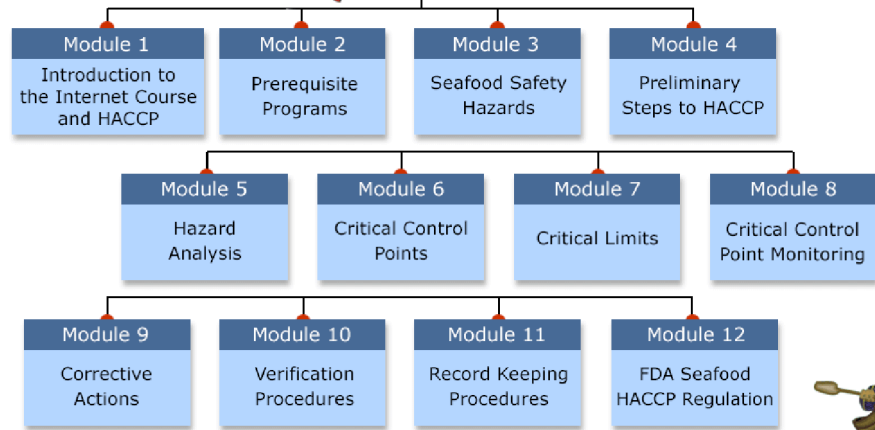 Module 1
Introduction to
the Internet Course
and HACCP
Module 2
Prerequisite
Programs
Module 3
Seafood Safety
Hazards
Module 4
Preliminary
Steps to HACCP
Module 5
Hazard
Analysis
Module 6
Critical Control
Points
Module 7
Critical Limits
Module 8
Critical Control
Point Monitoring
Module 9
Corrective
Actions
Module 10
Verification
Procedures
Module 11
Record Keeping
Procedures
Module 12
FDA Seafood
HACCP Regulation